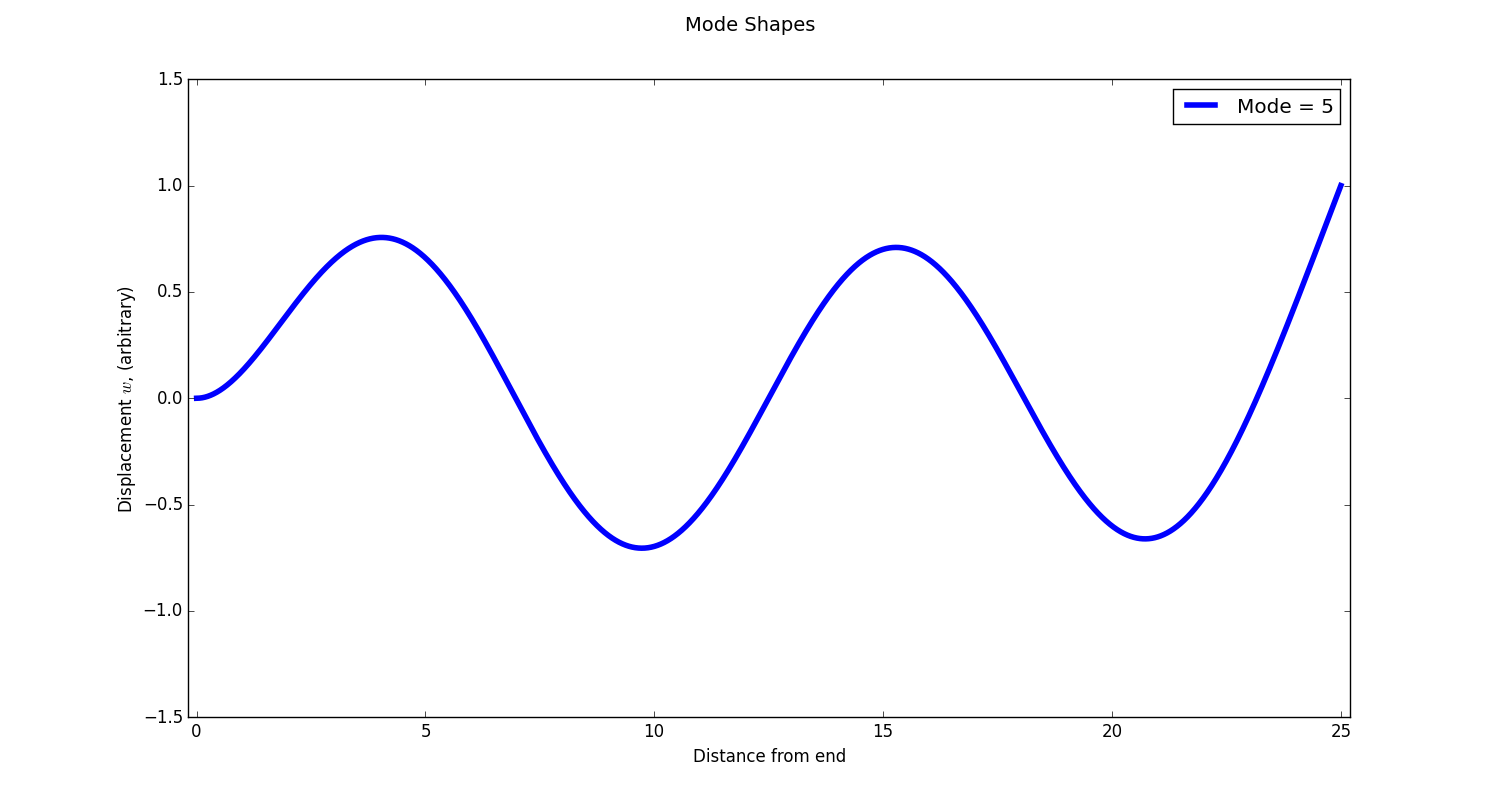 Mode Shapes
Mode = 5
1.5
1.0
0.5
0.0
−0.5
−1.0
−1.5
Displacement w, (arbitrary)
0 5 10 15 20 25
Distance from end